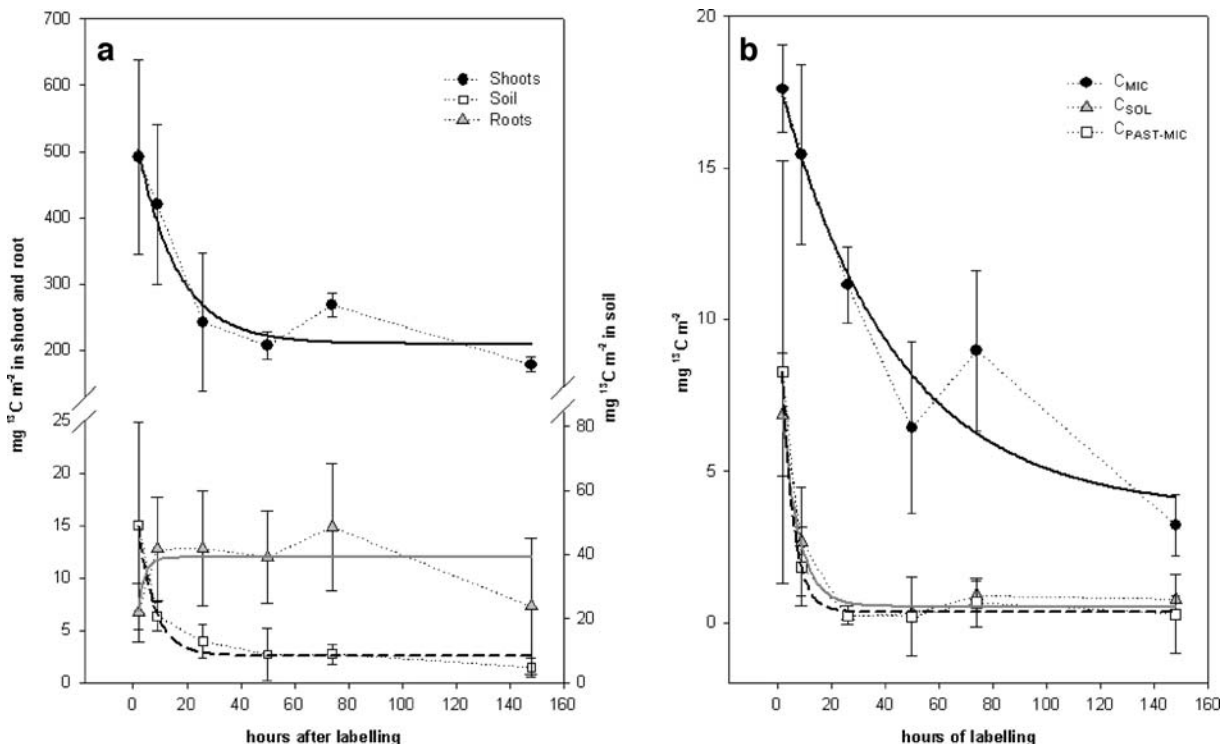 a
Shoots
Soil
Roots
700
600
500
400
300
200
25
20
15
10
5
0
80
60
40
20
0
0 20 40 60 80 100 120 140 160
mg ¹³C m⁻² in shoot and root
mg ¹³C m⁻² in soil
hours after labelling
b
C_MIC
C_SOL
C_PAST-MIC
20
15
10
5
0
0 20 40 60 80 100 120 140 160
mg ¹³C m⁻²
hours of labelling